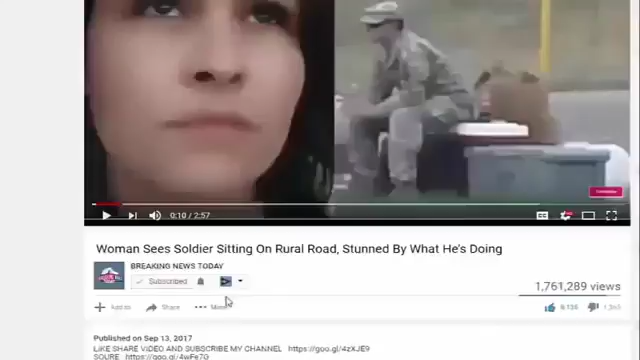 0:10 / 2:57
Woman Sees Soldier Sitting On Rural Road, Stunned By What He's Doing
BREAKING NEWS TODAY
Subscribed
1,761,289 views
Add to Share More
Published on Sep 13, 2017
LIKE SHARE VIDEO AND SUBSCRIBE MY CHANNEL https://goo.gl/4zXJE9
SOURE https://goo.gl/4wFe7G